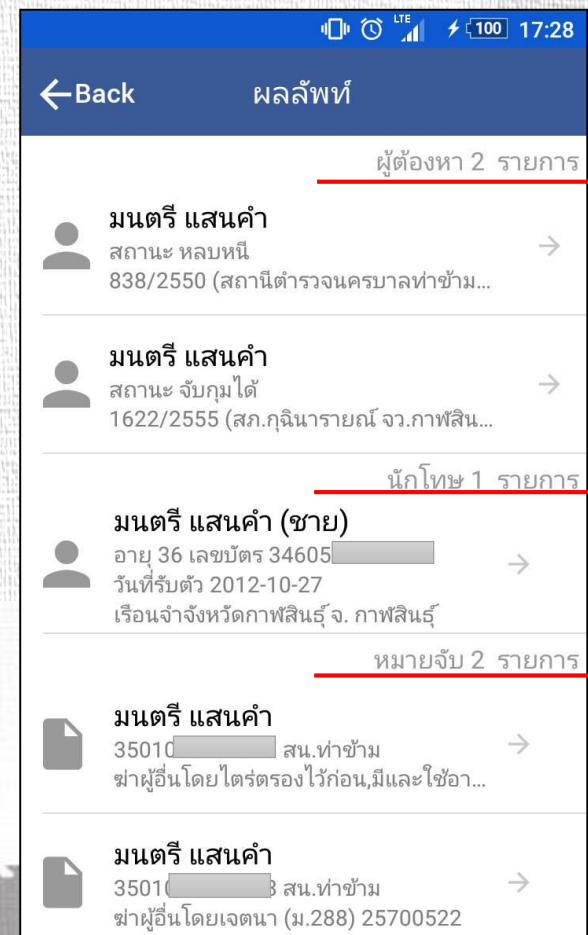 LTE 100 17:28
Back ผลลัพท์
ผู้ต้องหา 2 รายการ
มนตรี แสนคำ
สถานะ หลบหนี
838/2550 (สถานีตำรวจนครบาลท่าข้าม...
มนตรี แสนคำ
สถานะ จับกุมได้
1622/2555 (สภ.กุฉินารายณ์ จว.กาฬสิน...
นักโทษ 1 รายการ
มนตรี แสนคำ (ชาย)
อายุ 36 เลขบัตร 34605
วันที่รับตัว 2012-10-27
เรือนจำจังหวัดกาฬสินธุ์ จ. กาฬสินธุ์
หมายจับ 2 รายการ
มนตรี แสนคำ
35010 สน.ท่าข้าม
ฆ่าผู้อื่นโดยไตร่ตรองไว้ก่อน,มีและใช้อา...
มนตรี แสนคำ
35010 สน.ท่าข้าม
ฆ่าผู้อื่นโดยเจตนา (ม.288) 25700522